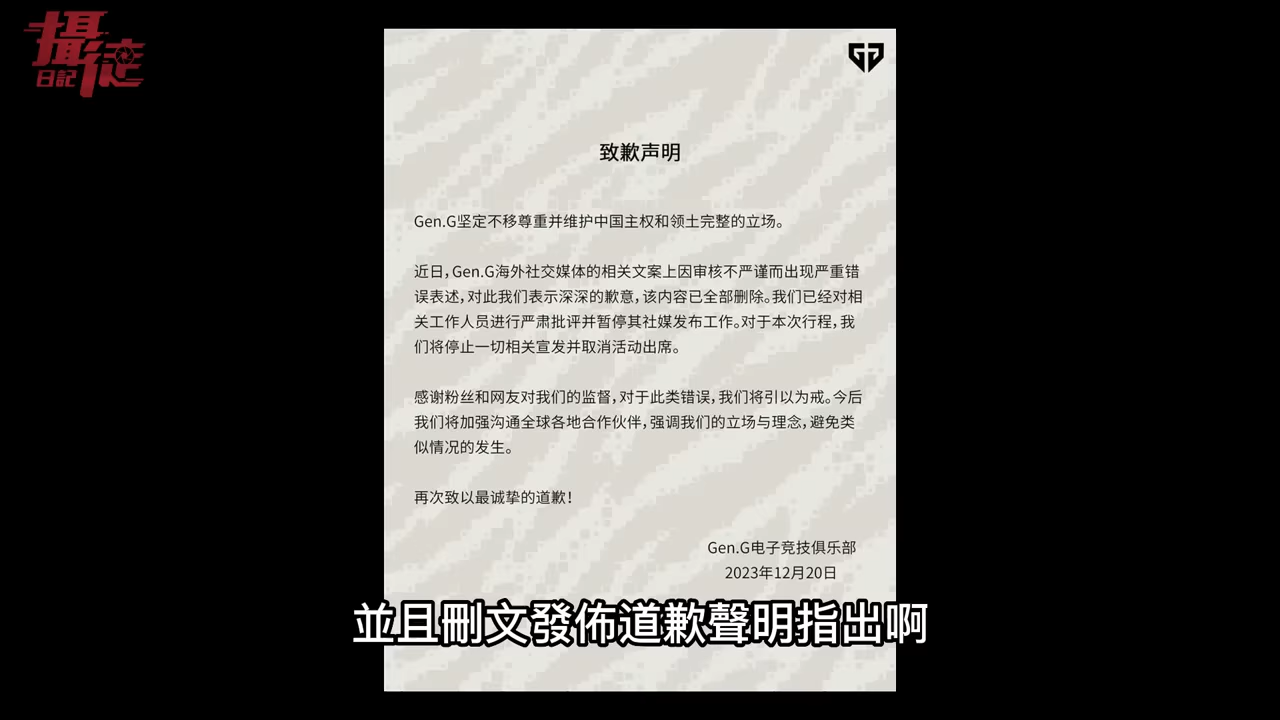 攝徒
日記
致歉声明
Gen.G坚定不移尊重并维护中国主权和领土完整的立场。
近日，Gen.G海外社交媒体的相关文案上因审核不严谨而出现严重错
误表述，对此我们表示深深的歉意，该内容已全部删除。我们已经对相
关工作人员进行严肃批评并暂停其社媒发布工作。对于本次行程，我
们将停止一切相关宣发并取消活动出席。
感谢粉丝和网友对我们的监督，对于此类错误，我们将引以为戒。今后
我们将加强沟通全球各地合作伙伴，强调我们的立场与理念，避免类
似情况的发生。
再次致以最诚挚的道歉！
Gen.G电子竞技俱乐部
2023年12月20日
並且刪文發佈道歉聲明指出啊